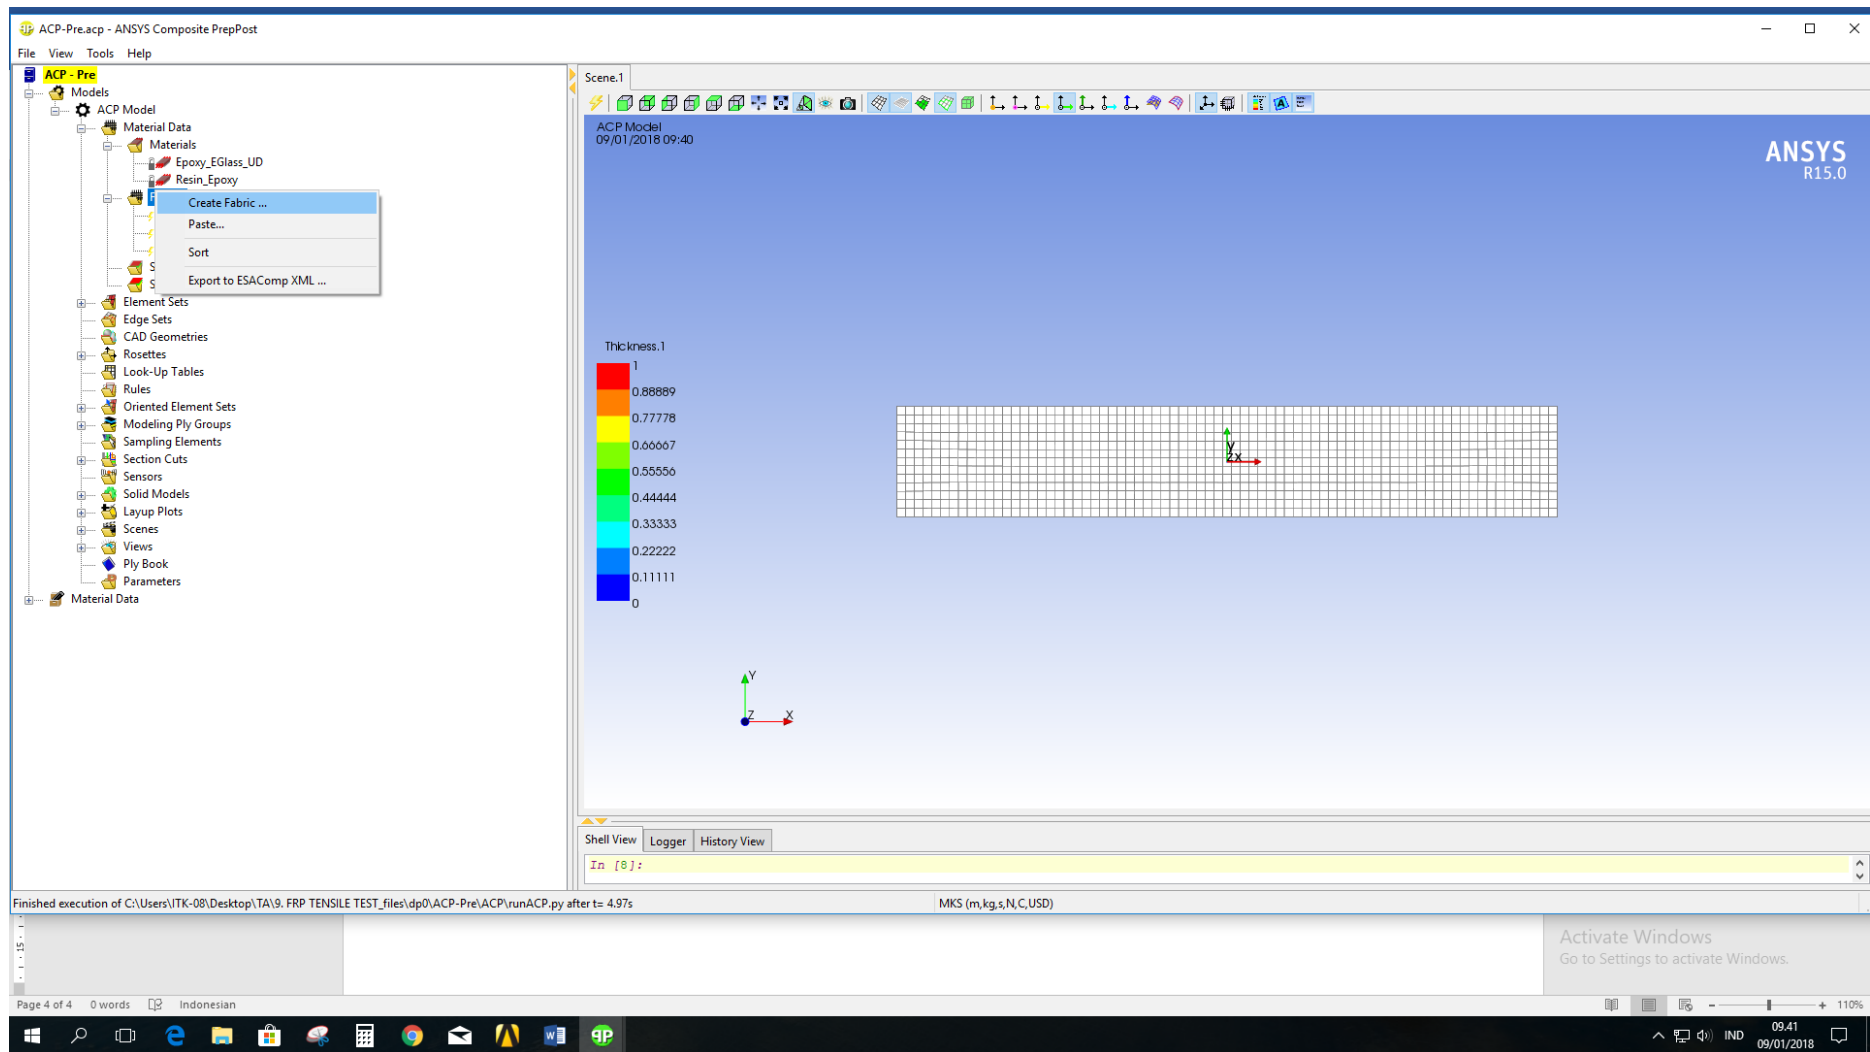 ACP-Pre.acp - ANSYS Composite PrepPost
File View Tools Help
ACP - Pre
Models
ACP Model
Material Data
Materials
Epoxy_EGlass_UD
Resin_Epoxy
Create Fabric ...
Paste...
Sort
Export to ESAComp XML ...
Element Sets
Edge Sets
CAD Geometries
Rosettes
Look-Up Tables
Rules
Oriented Element Sets
Modeling Ply Groups
Sampling Elements
Section Cuts
Sensors
Solid Models
Layup Plots
Scenes
Views
Ply Book
Parameters
Material Data
Scene.1
ACP Model
09/01/2018 09:40
ANSYS
R15.0
Thickness.1
1
0.88889
0.77778
0.66667
0.55556
0.44444
0.33333
0.22222
0.11111
0
Y
ZX
Y
Z X
Shell View Logger History View
In [8]:
Finished execution of C:\Users\ITK-08\Desktop\TA\9. FRP TENSILE TEST_files\dp0\ACP-Pre\ACP\runACP.py after t= 4.97s
MKS (m,kg,s,N,C,USD)
15
Activate Windows
Go to Settings to activate Windows.
Page 4 of 4 0 words Indonesian
110%
IND
09.41
09/01/2018